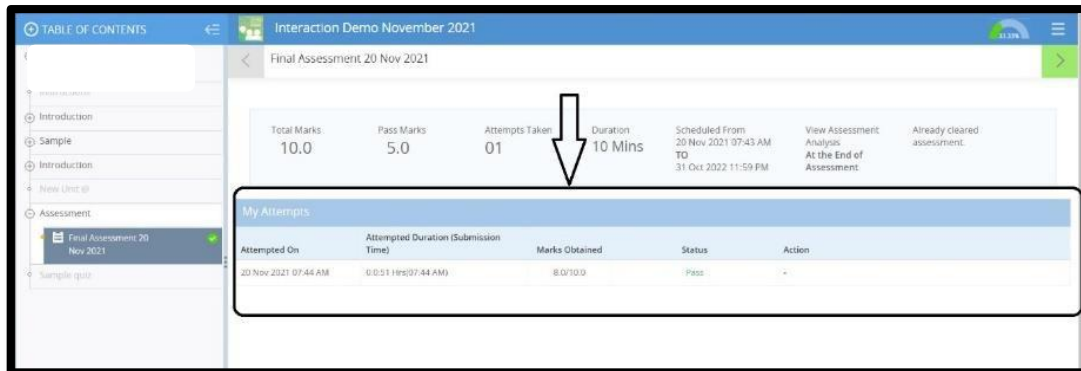 TABLE OF CONTENTS
Interaction Demo November 2021
33.33%
Final Assessment 20 Nov 2021
Introduction
Sample
Introduction
New Unit @
Assessment
Final Assessment 20
Nov 2021
Sample quiz
Total Marks
10.0
Pass Marks
5.0
Attempts Taken
01
Duration
10 Mins
Scheduled From
20 Nov 2021 07:43 AM
TO
31 Oct 2022 11:59 PM
View Assessment
Analysis
At the End of
Assessment
Already cleared
assessment
My Attempts
Attempted On
Attempted Duration (Submission
Time)
Marks Obtained
Status
Action
20 Nov 2021 07:44 AM
0:0:51 Hrs(07:44 AM)
8.0/10.0
Pass
-